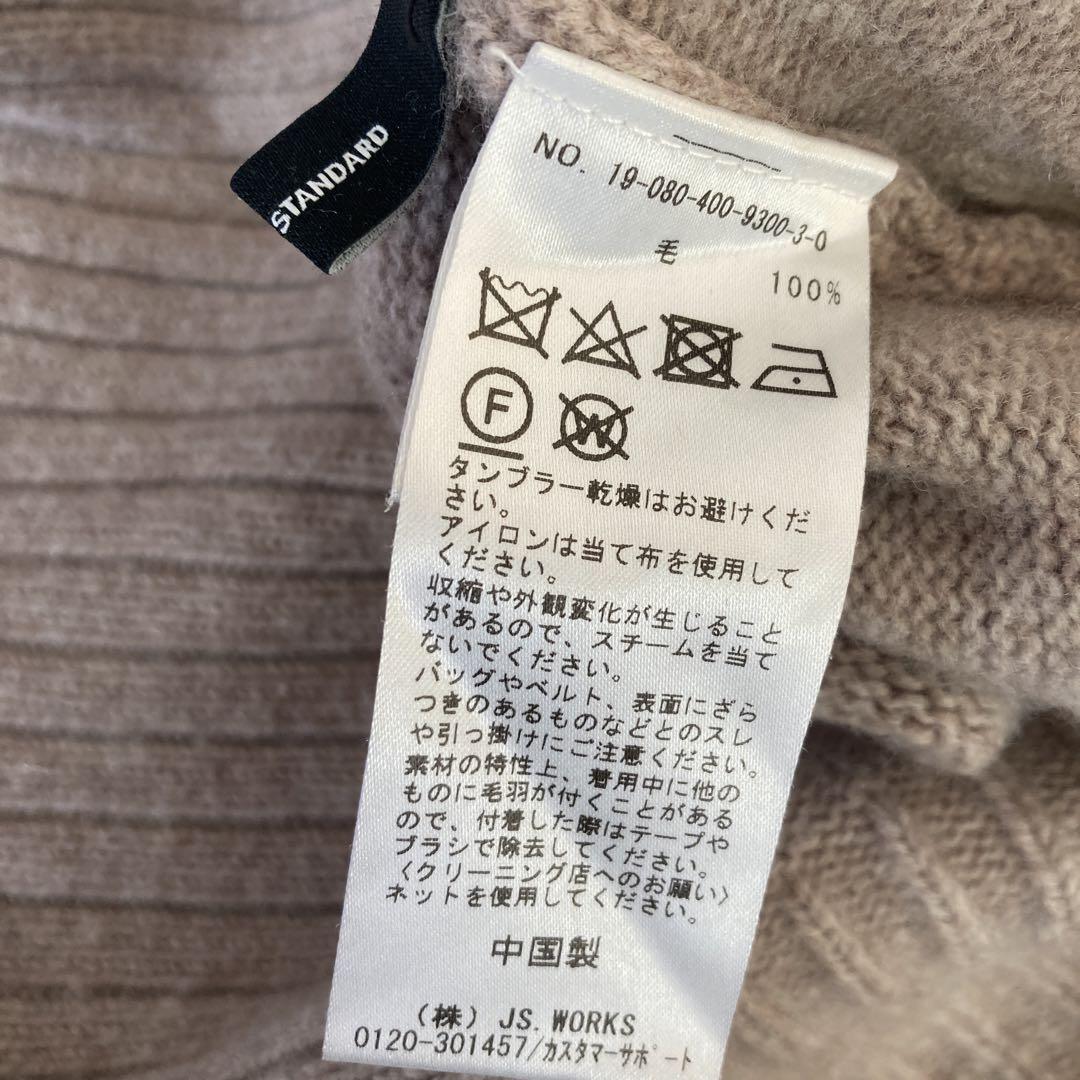 STANDARD
NO. 19-080-400-9300-3-0
毛 100%
F W
タンブラー乾燥はお避けくだ
さい。
アイロンは当て布を使用して
ください。
収縮や外観変化が生じること
があるので、スチームを当て
ないでください。
バッグやベルト、表面にざら
つきのあるものなどとのスレ
や引っ掛けにご注意ください。
素材の特性上、着用中に他の
ものに毛羽が付くことがある
ので、付着した際はテープや
ブラシで除去してください。
〈クリーニング店へのお願い〉
ネットを使用してください。
中国製
(株) JS. WORKS
0120-301457/カスタマーサポート